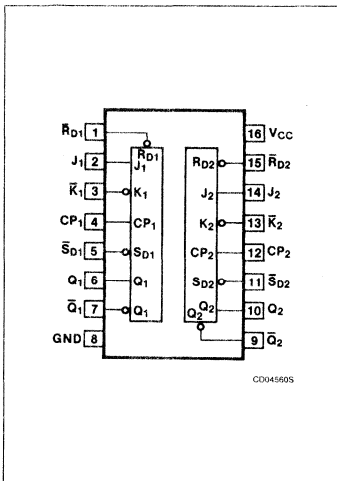 R̄D1 1
16 VCC
RD1
J1 2
J1
RD2
15 R̄D2
K̄1 3
K1
J2
14 J2
CP1 4
CP1
K2
13 K̄2
S̄D1 5
SD1
CP2
12 CP2
Q1 6
Q1
SD2
11 S̄D2
Q̄1 7
Q1
Q2
10 Q2
GND 8
Q2
9 Q̄2
CD04560S